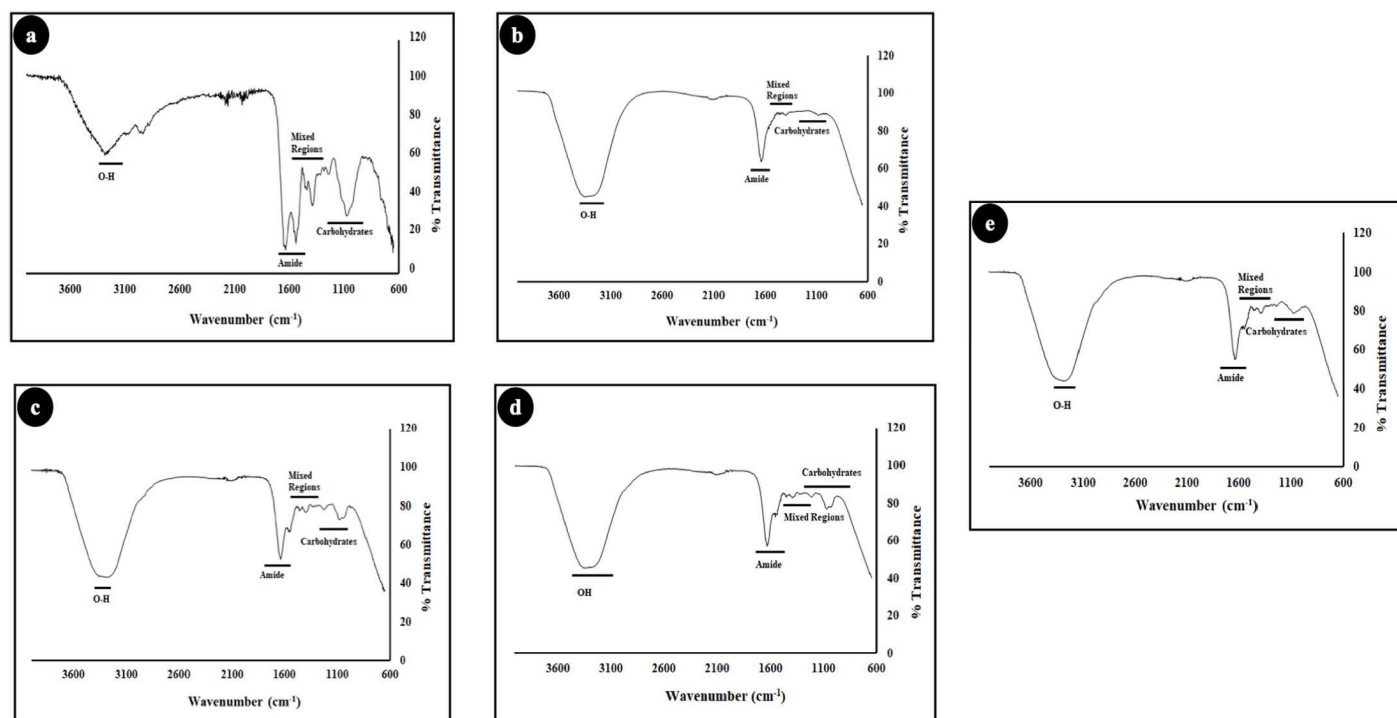 a
120
100
80
60
40
20
0
% Transmittance
O-H
Mixed
Regions
Carbohydrates
Amide
3600 3100 2600 2100 1600 1100 600
Wavenumber (cm-1)
b
120
100
80
60
40
20
0
% Transmittance
Mixed
Regions
Carbohydrates
Amide
O-H
3600 3100 2600 2100 1600 1100 600
Wavenumber (cm-1)
c
120
100
80
60
40
20
0
% Transmittance
Mixed
Regions
Carbohydrates
Amide
O-H
3600 3100 2600 2100 1600 1100 600
Wavenumber (cm-1)
d
120
100
80
60
40
20
0
% Transmittance
Carbohydrates
Mixed Regions
Amide
OH
3600 3100 2600 2100 1600 1100 600
Wavenumber (cm-1)
e
120
100
80
60
40
20
0
% Transmittance
Mixed
Regions
Carbohydrates
Amide
O-H
3600 3100 2600 2100 1600 1100 600
Wavenumber (cm-1)